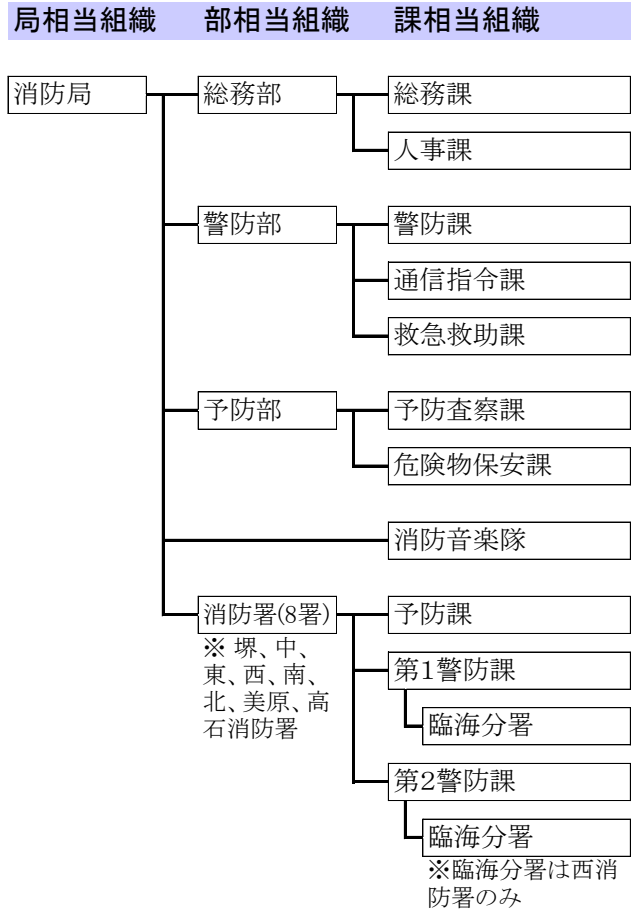 局相当組織 部相当組織 課相当組織
消防局 総務部 総務課
人事課
警防部 警防課
通信指令課
救急救助課
予防部 予防査察課
危険物保安課
消防音楽隊
消防署(8署) 予防課
※ 堺、中、
東、西、南、
北、美原、高
石消防署
第1警防課
臨海分署
第2警防課
臨海分署
※臨海分署は西消
防署のみ